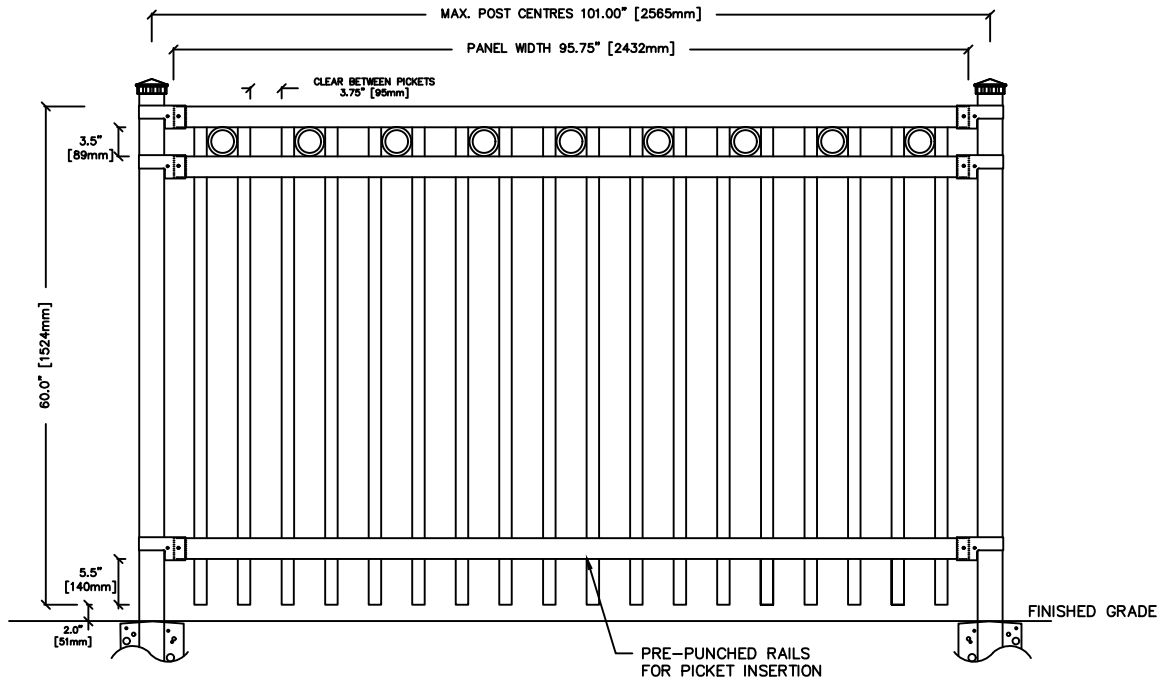 MAX. POST CENTRES 101.00" [2565mm]
PANEL WIDTH 95.75" [2432mm]
CLEAR BETWEEN PICKETS
3.75" [95mm]
3.5"
[89mm]
60.0" [1524mm]
5.5"
[140mm]
2.0"
[51mm]
FINISHED GRADE
PRE-PUNCHED RAILS
FOR PICKET INSERTION